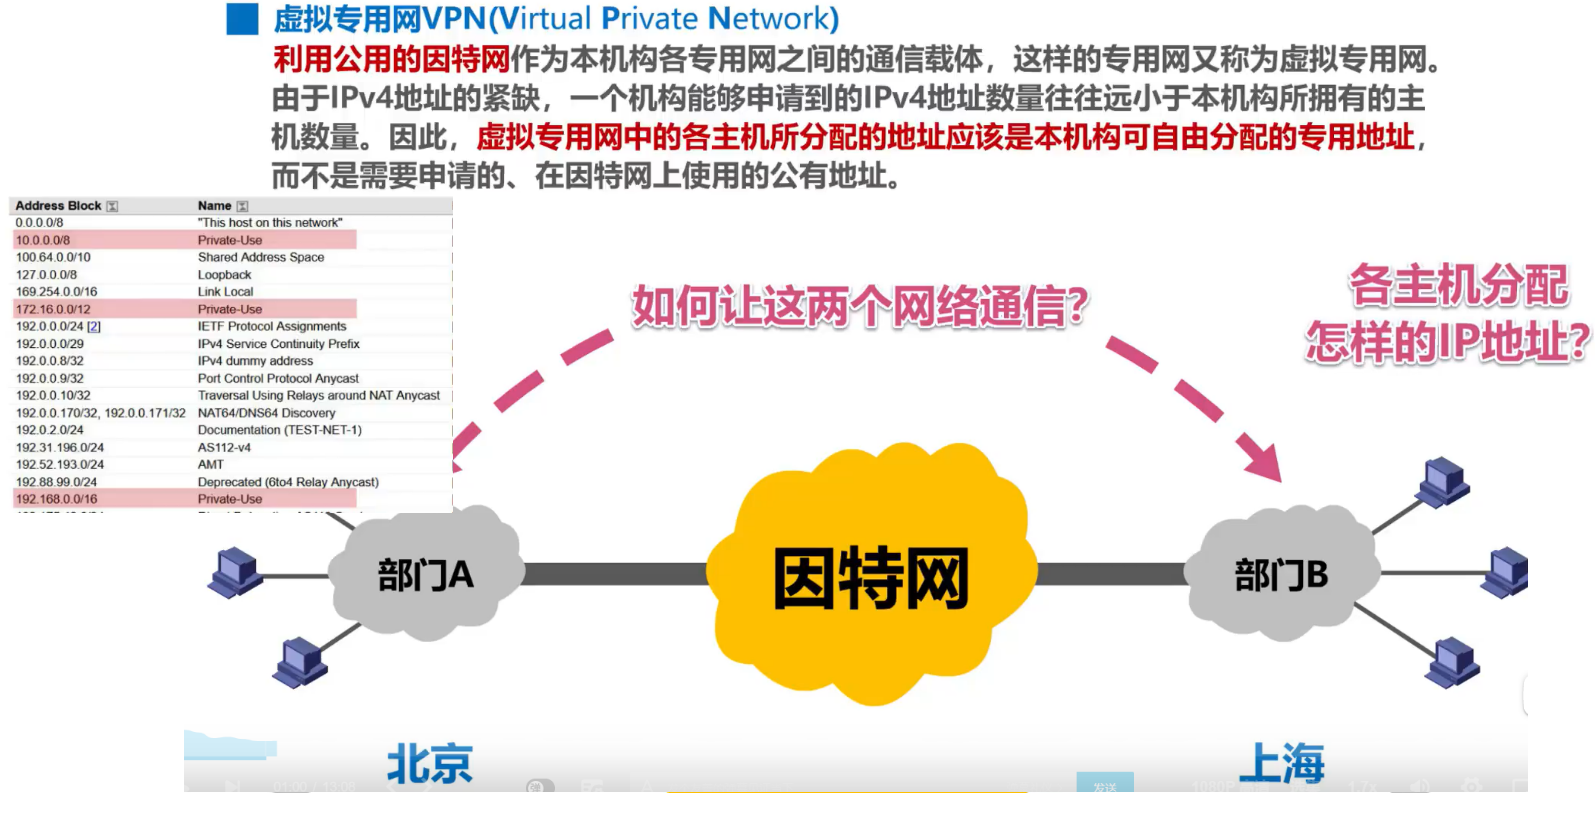 虚拟专用网VPN(Virtual Private Network)
利用公用的因特网作为本机构各专用网之间的通信载体，这样的专用网又称为虚拟专用网。
由于IPv4地址的紧缺，一个机构能够申请到的IPv4地址数量往往远小于本机构所拥有的主
机数量。因此，虚拟专用网中的各主机所分配的地址应该是本机构可自由分配的专用地址，
而不是需要申请的、在因特网上使用的公有地址。
Address Block Name
0.0.0.0/8 "This host on this network"
10.0.0.0/8 Private-Use
100.64.0.0/10 Shared Address Space
127.0.0.0/8 Loopback
169.254.0.0/16 Link Local
172.16.0.0/12 Private-Use
192.0.0.0/24 [2] IETF Protocol Assignments
192.0.0.0/29 IPv4 Service Continuity Prefix
192.0.0.8/32 IPv4 dummy address
192.0.0.9/32 Port Control Protocol Anycast
192.0.0.10/32 Traversal Using Relays around NAT Anycast
192.0.0.170/32, 192.0.0.171/32 NAT64/DNS64 Discovery
192.0.2.0/24 Documentation (TEST-NET-1)
192.31.196.0/24 AS112-v4
192.52.193.0/24 AMT
192.88.99.0/24 Deprecated (6to4 Relay Anycast)
192.168.0.0/16 Private-Use
如何让这两个网络通信？
各主机分配
怎样的IP地址？
部门A
因特网
部门B
北京
上海
发送
1.7x